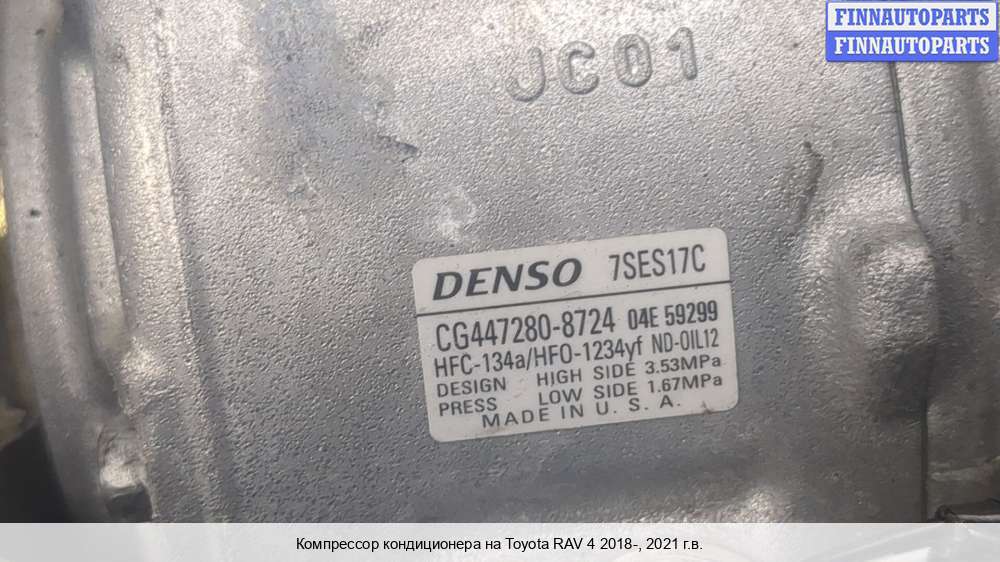 FINNAUTOPARTS
FINNAUTOPARTS
JC01
DENSO 7SES17C
CG447280-8724 04E 59299
HFC-134a/HFO-1234yf ND-OIL12
DESIGN HIGH SIDE 3.53MPa
PRESS LOW SIDE 1.67MPa
MADE IN U. S. A.
Компрессор кондиционера на Toyota RAV 4 2018-, 2021 г.в.